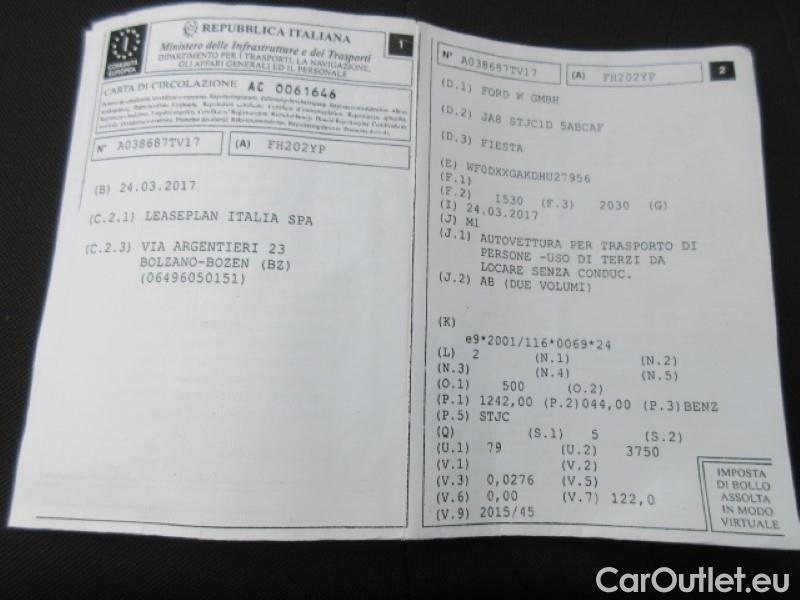 COMUNITÀ
EUROPEA
REPUBBLICA ITALIANA
Ministero delle Infrastrutture e dei Trasporti
DIPARTIMENTO PER I TRASPORTI, LA NAVIGAZIONE,
GLI AFFARI GENERALI ED IL PERSONALE
1
CARTA DI CIRCOLAZIONE AC 0061646
N° A038687TV17 (A) FH202YP
(B) 24.03.2017
(C.2.1) LEASEPLAN ITALIA SPA
(C.2.3) VIA ARGENTIERI 23
BOLZANO-BOZEN (BZ)
(06496050151)
N° A038687TV17 (A) FH202YP 2
(D.1) FORD W GMBH
(D.2) JA8 STJC1D 5ABCAF
(D.3) FIESTA
(E) WF0DXXGAKDHU27956
(F.1)
(F.2) 1530 (F.3) 2030 (G)
(I) 24.03.2017
(J) M1
(J.1) AUTOVETTURA PER TRASPORTO DI
PERSONE -USO DI TERZI DA
LOCARE SENZA CONDUC.
(J.2) AB (DUE VOLUMI)
(K)
e9*2001/116*0069*24
(L) 2 (N.1) (N.2)
(N.3) (N.4) (N.5)
(O.1) 500 (O.2)
(P.1) 1242,00 (P.2)044,00 (P.3)BENZ
(P.5) STJC
(Q) (S.1) 5 (S.2)
(U.1) 79 (U.2) 3750
(V.1) (V.2)
(V.3) 0,0276 (V.5)
(V.6) 0,00 (V.7) 122,0
(V.9) 2015/45
IMPOSTA
DI BOLLO
ASSOLTA
IN MODO
VIRTUALE
CarOutlet.eu